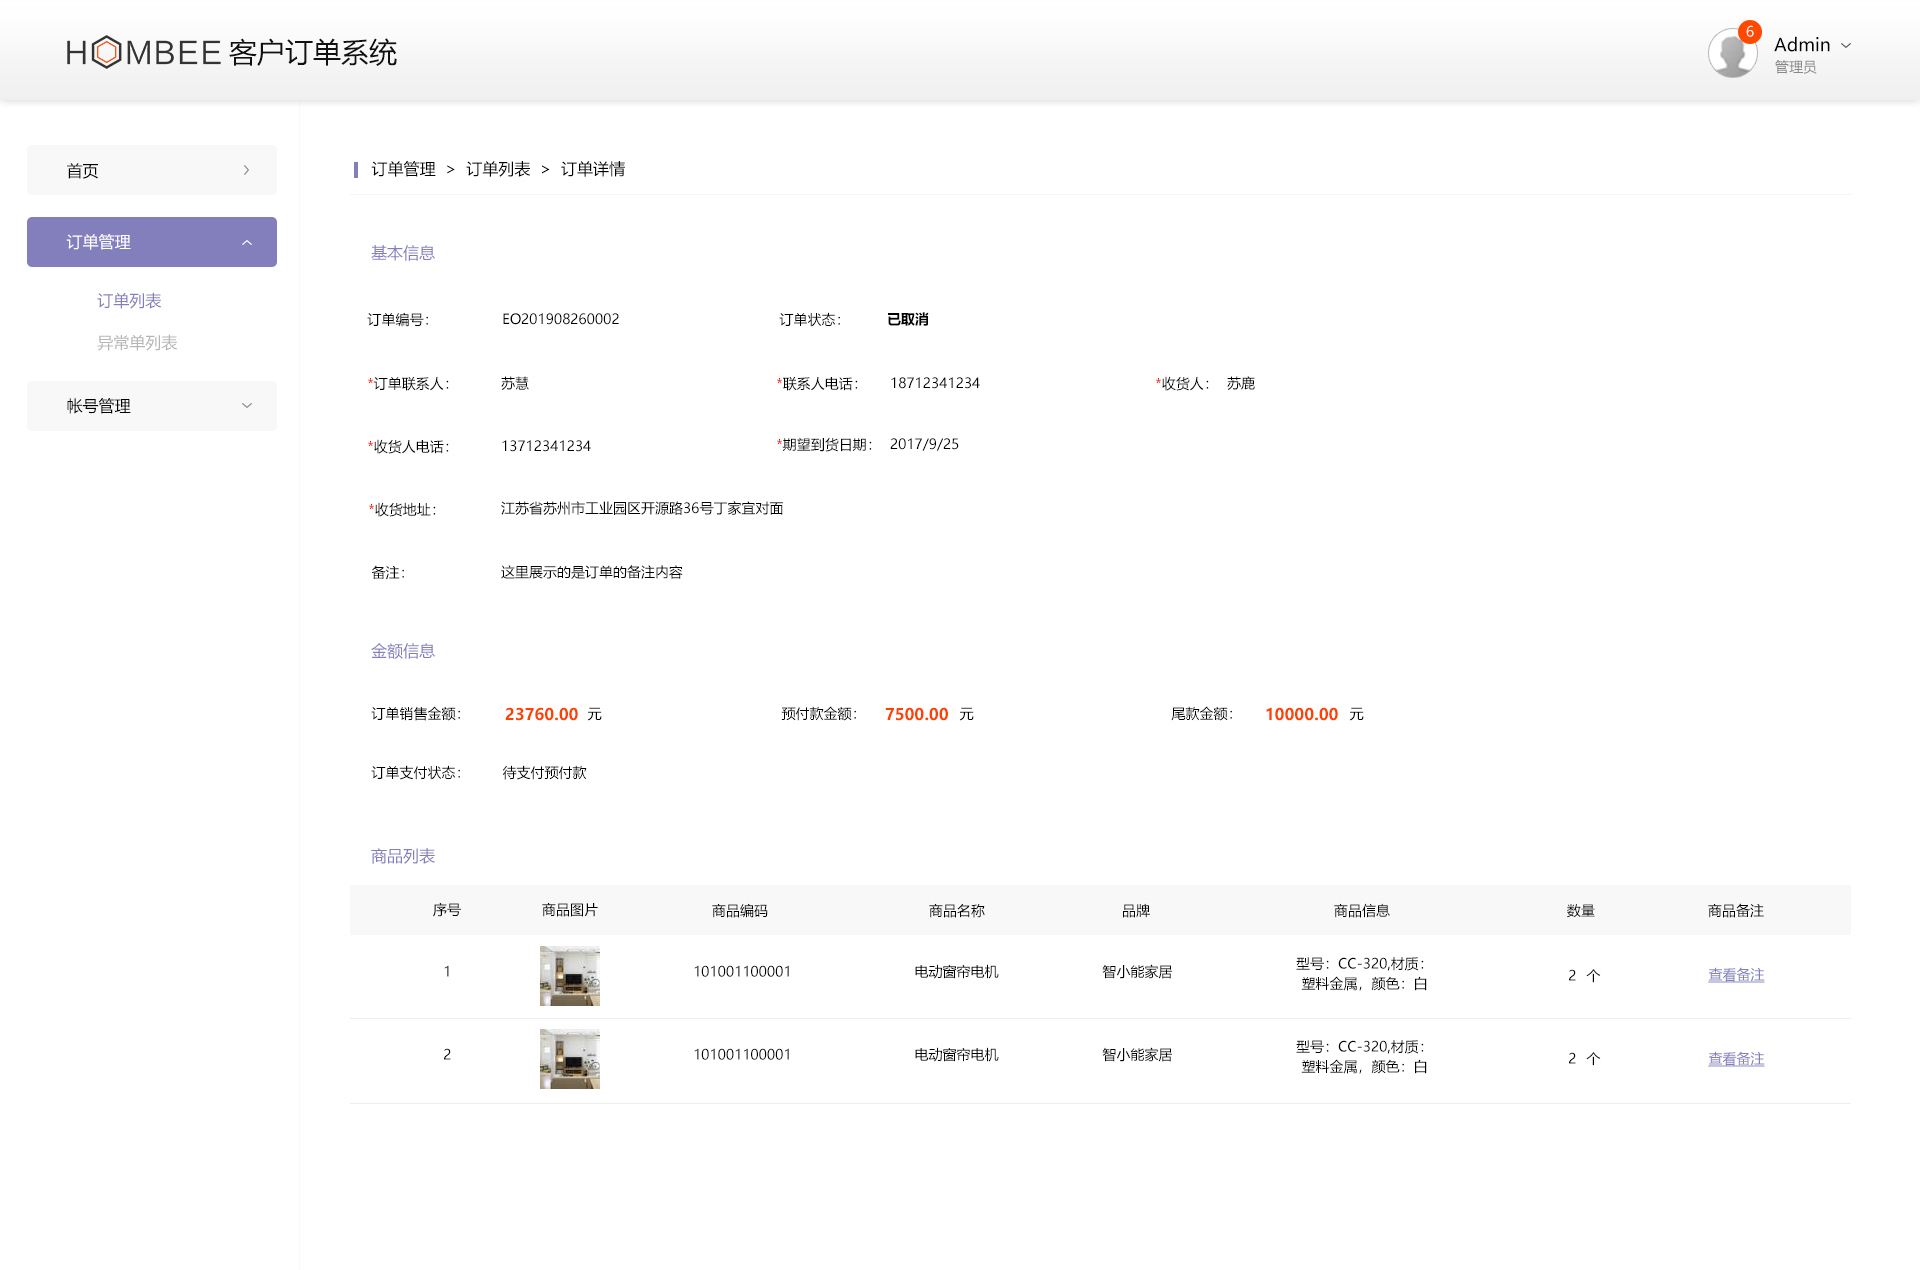 HOMBEE 客户订单系统
6
Admin
管理员
首页
订单管理
订单列表
异常单列表
帐号管理
订单管理 > 订单列表 > 订单详情
基本信息
订单编号: EO201908260002 订单状态: 已取消
*订单联系人: 苏慧 *联系人电话: 18712341234 *收货人: 苏鹿
*收货人电话: 13712341234 *期望到货日期: 2017/9/25
*收货地址: 江苏省苏州市工业园区开源路36号丁家宜对面
备注: 这里展示的是订单的备注内容
金额信息
订单销售金额: 23760.00 元 预付款金额: 7500.00 元 尾款金额: 10000.00 元
订单支付状态: 待支付预付款
商品列表
序号 商品图片 商品编码 商品名称 品牌 商品信息 数量 商品备注
1 101001100001 电动窗帘电机 智小能家居 型号：CC-320,材质：
塑料金属，颜色：白 2 个 查看备注
2 101001100001 电动窗帘电机 智小能家居 型号：CC-320,材质：
塑料金属，颜色：白 2 个 查看备注